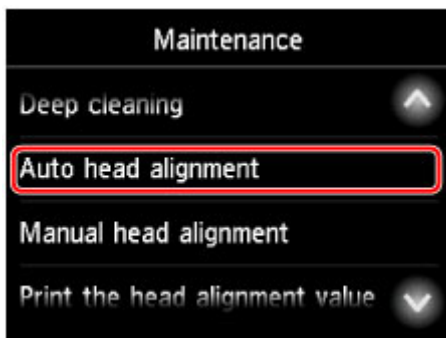 Maintenance
Deep cleaning
Auto head alignment
Manual head alignment
Print the head alignment value